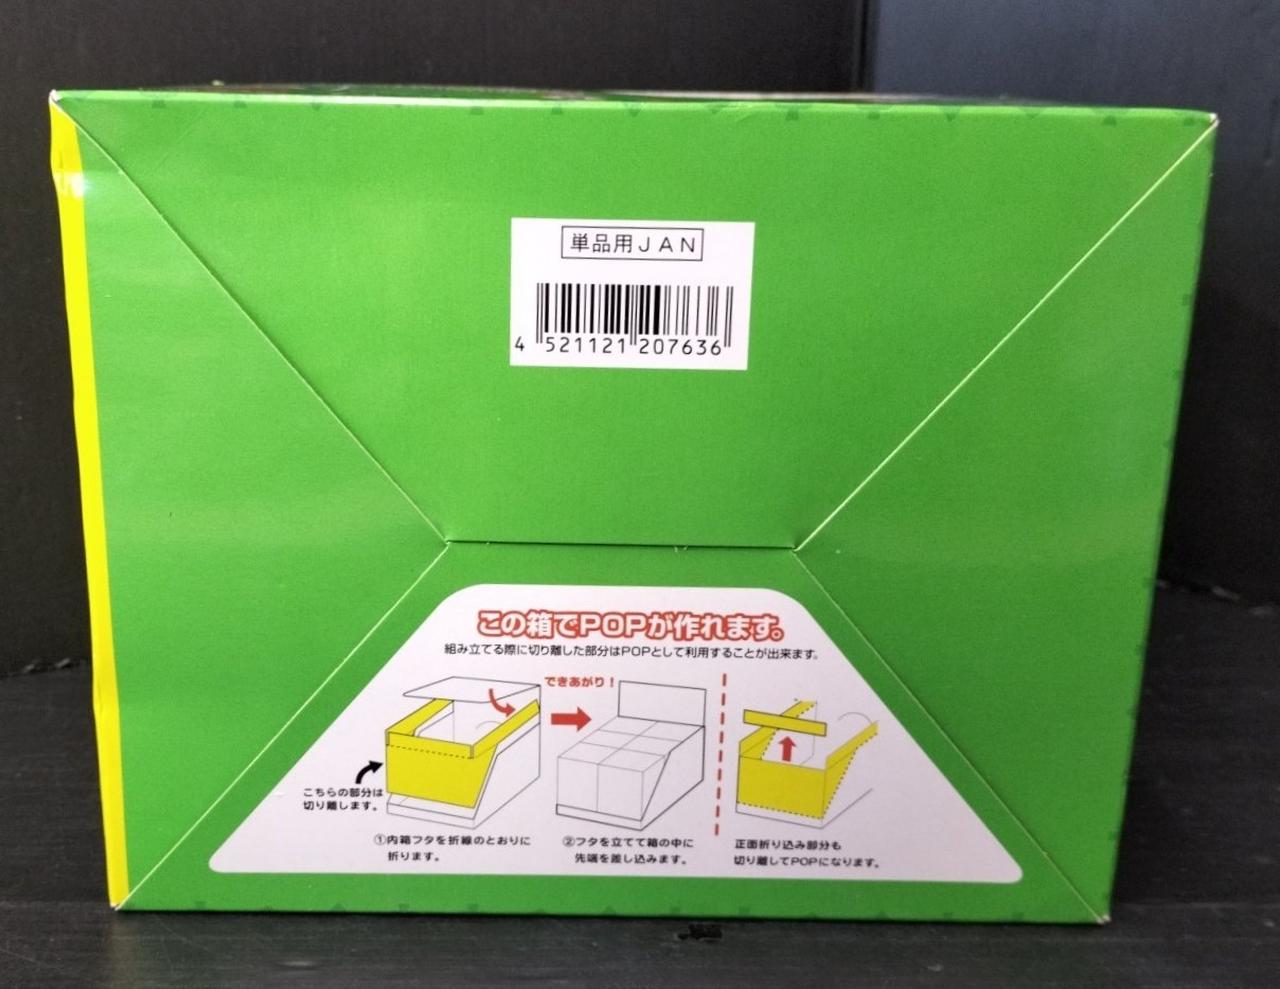 単品用JAN
4 521121 207636
この箱でPOPが作れます。
組み立てる際に切り離した部分はPOPとして利用することが出来ます。
できあがり！
こちらの部分は
切り離します。
①内箱フタを折線のとおりに
折ります。
②フタを立てて箱の中に
先端を差し込みます。
正面折り込み部分も
切り離してPOPになります。